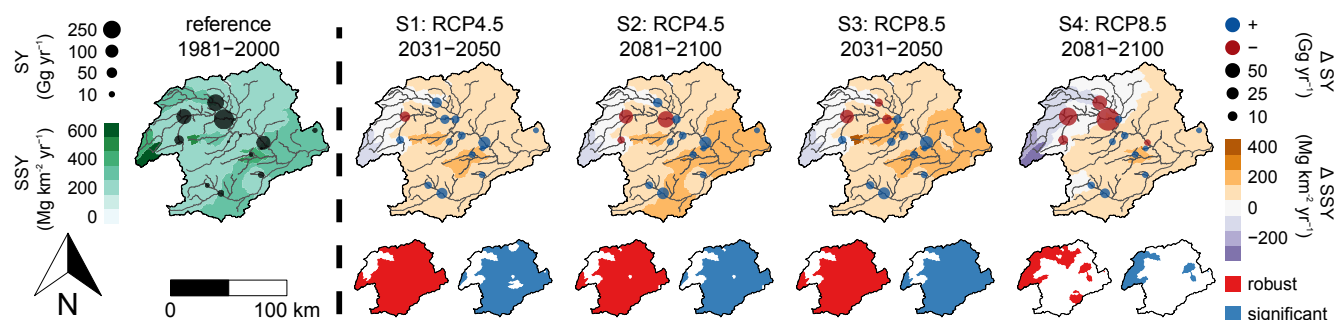 SY
(Gg yr⁻¹)
250
100
50
10
SSY
(Mg km⁻² yr⁻¹)
600
400
200
0
N
reference
1981−2000
0
100 km
S1: RCP4.5
2031−2050
S2: RCP4.5
2081−2100
S3: RCP8.5
2031−2050
S4: RCP8.5
2081−2100
+
−
50
25
10
Δ SY
(Gg yr⁻¹)
400
200
0
−200
Δ SSY
(Mg km⁻² yr⁻¹)
robust
significant